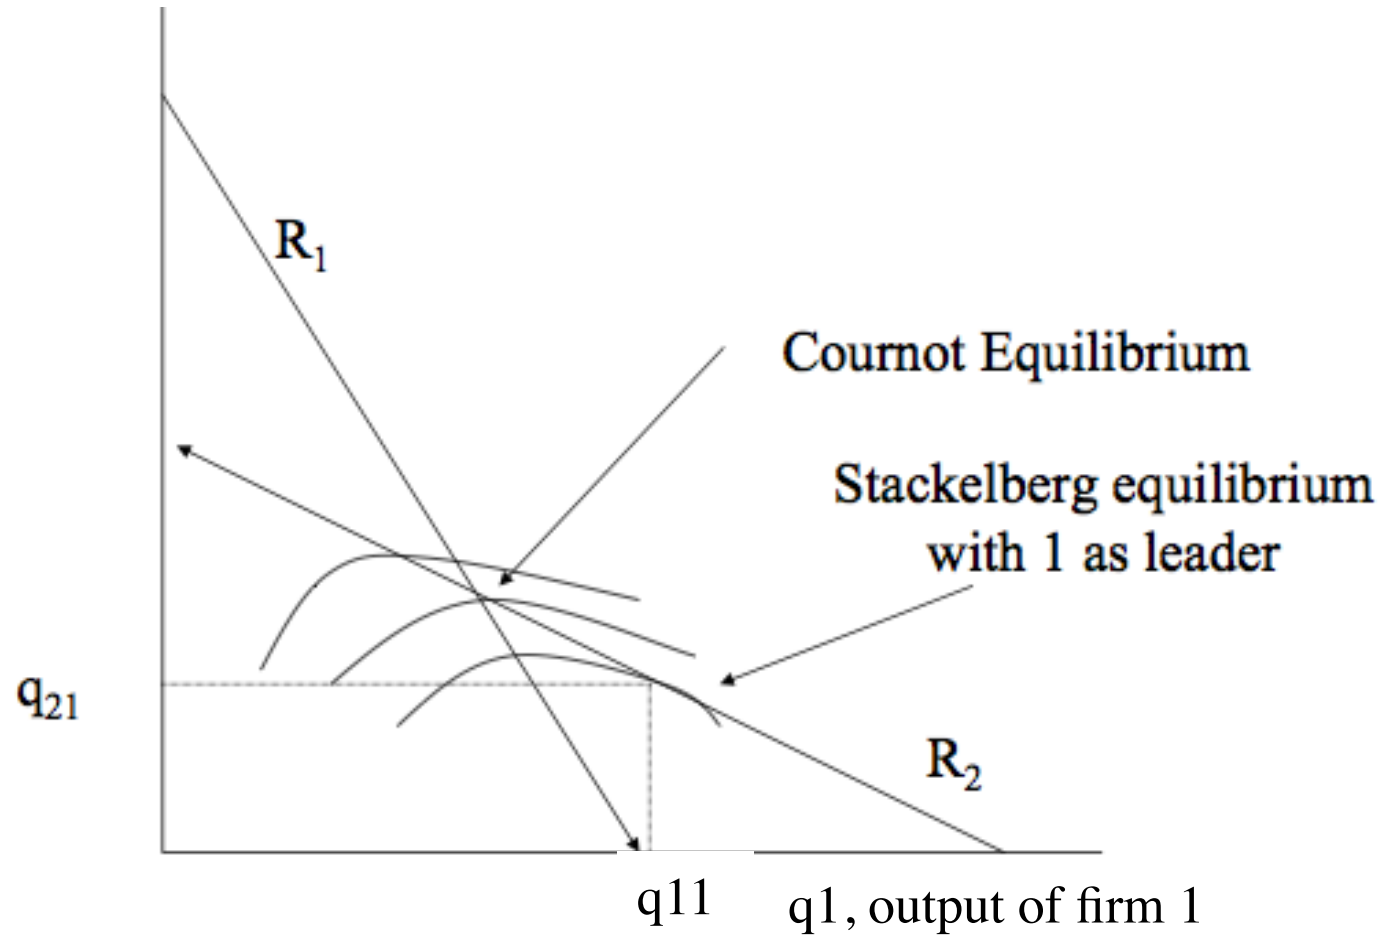 R1
Cournot Equilibrium
Stackelberg equilibrium
with 1 as leader
q21
R2
q11
q1, output of firm 1